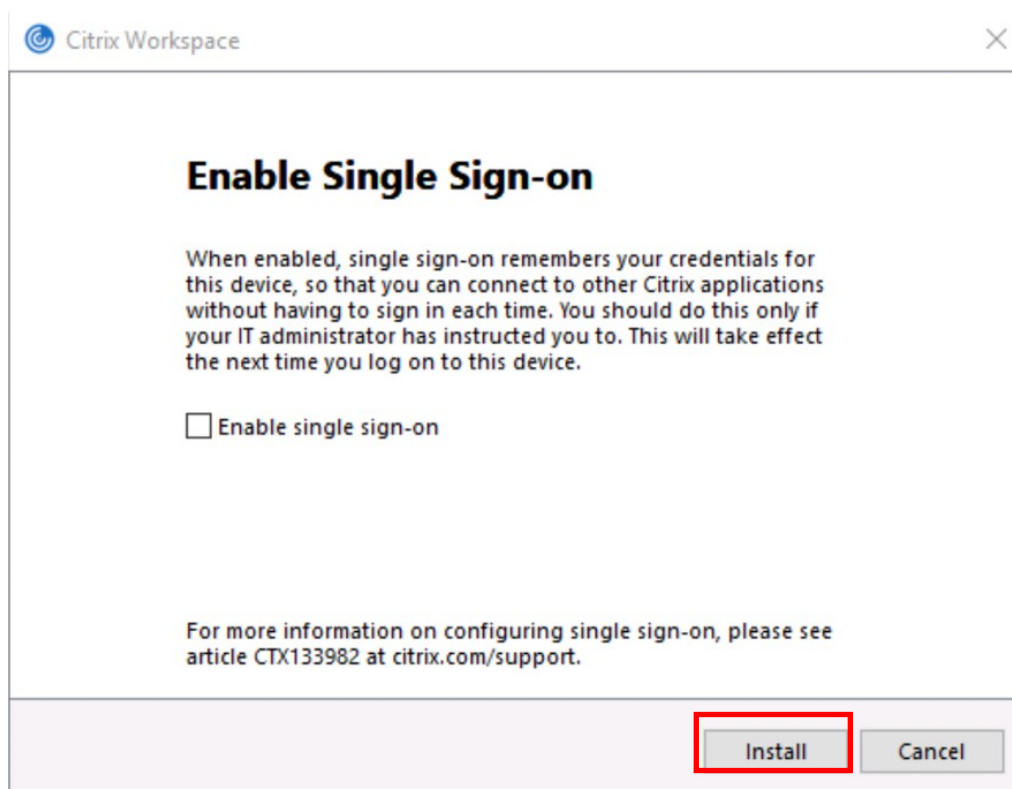 Citrix Workspace
Enable Single Sign-on
When enabled, single sign-on remembers your credentials for
this device, so that you can connect to other Citrix applications
without having to sign in each time. You should do this only if
your IT administrator has instructed you to. This will take effect
the next time you log on to this device.
Enable single sign-on
For more information on configuring single sign-on, please see
article CTX133982 at citrix.com/support.
Install
Cancel